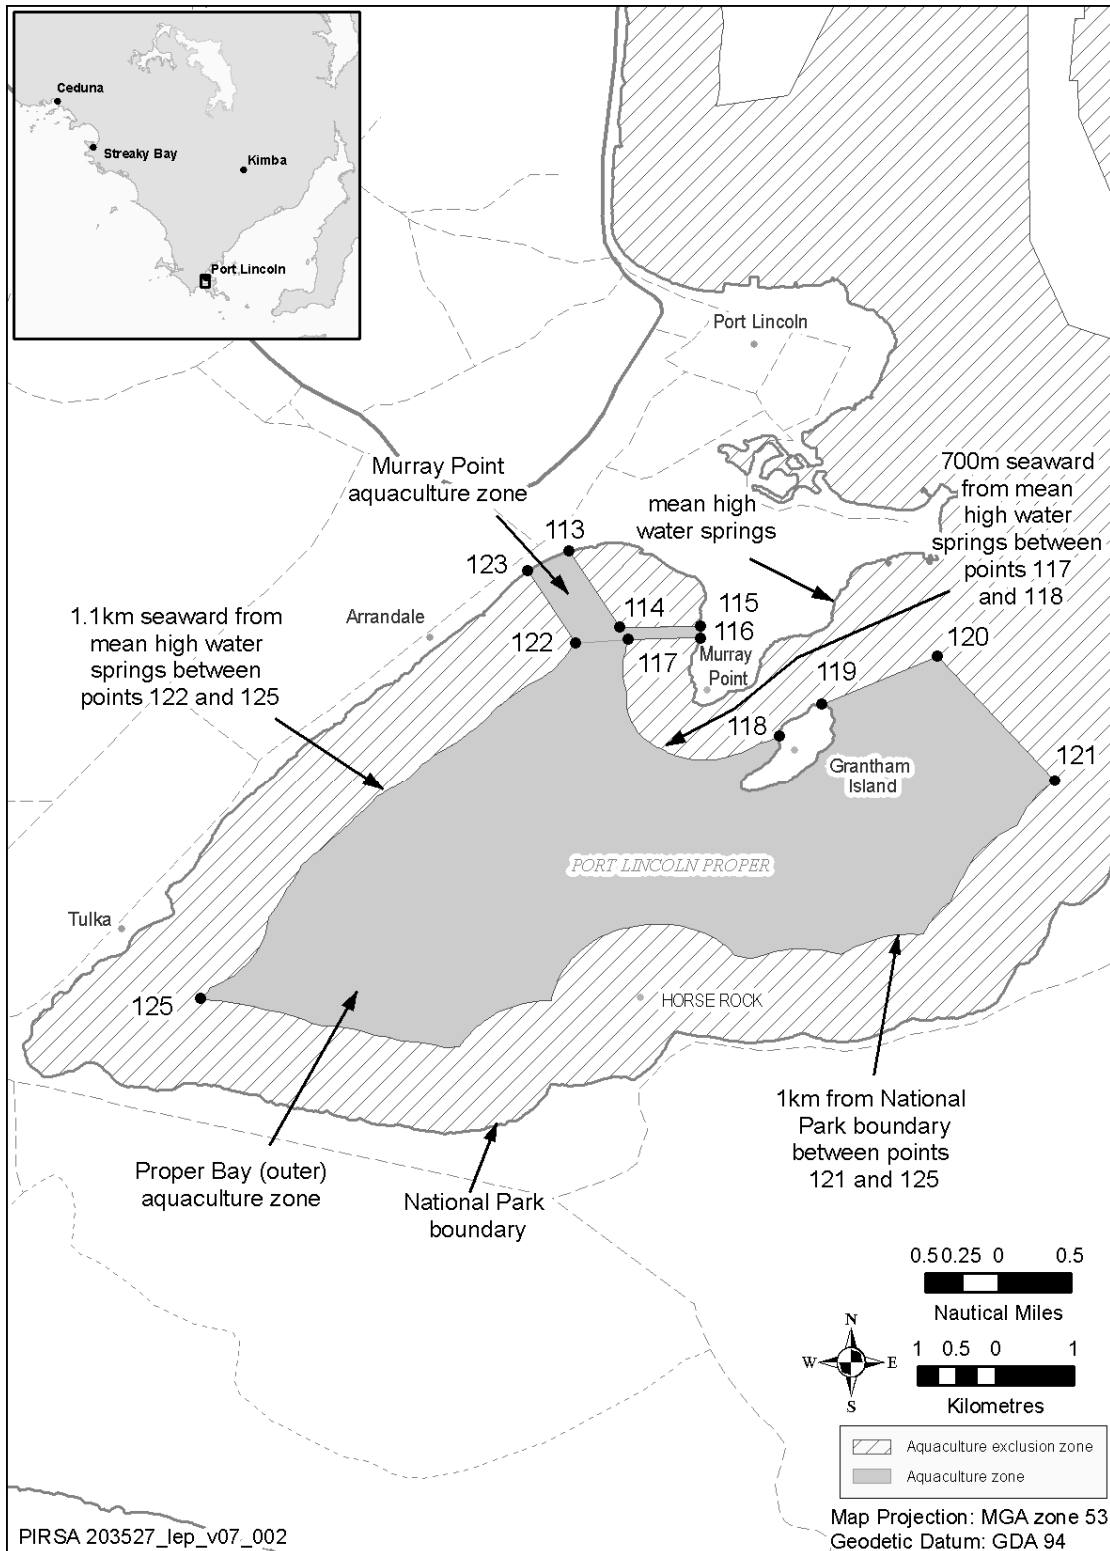 Ceduna
Streaky Bay
Kimba
Port Lincoln
Port Lincoln
Murray Point
aquaculture zone
mean high
water springs
700m seaward
from mean
high water
springs between
points 117
and 118
113
123
114
115
116
122
117
Murray
Point
Arrandale
1.1km seaward from
mean high water
springs between
points 122 and 125
120
119
118
121
Grantham
Island
PORT LINCOLN PROPER
Tulka
125
HORSE ROCK
Proper Bay (outer)
aquaculture zone
National Park
boundary
1km from National
Park boundary
between points
121 and 125
0.5 0.25 0 0.5
Nautical Miles
N
W E
S
1 0.5 0 1
Kilometres
Aquaculture exclusion zone
Aquaculture zone
PIRSA 203527_lep_v07_002
Map Projection: MGA zone 53
Geodetic Datum: GDA 94